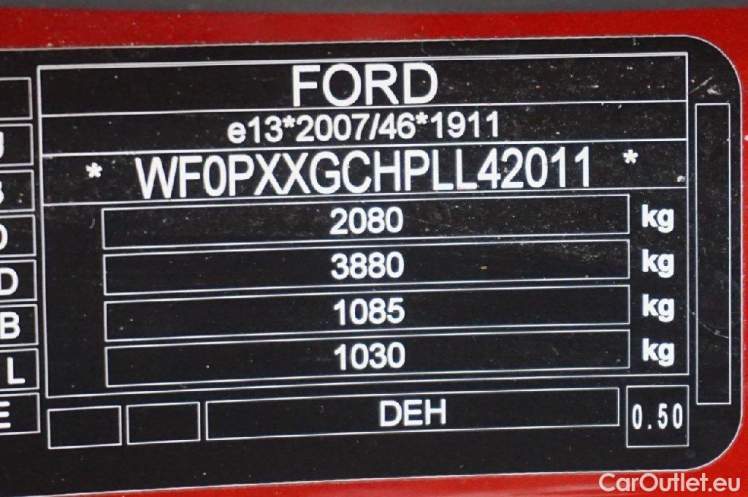 FORD
e13*2007/46*1911
* WF0PXXGCHPLL42011 *
2080 kg
3880 kg
D
1085 kg
B
1030 kg
L
E
DEH
0.50
CarOutlet.eu